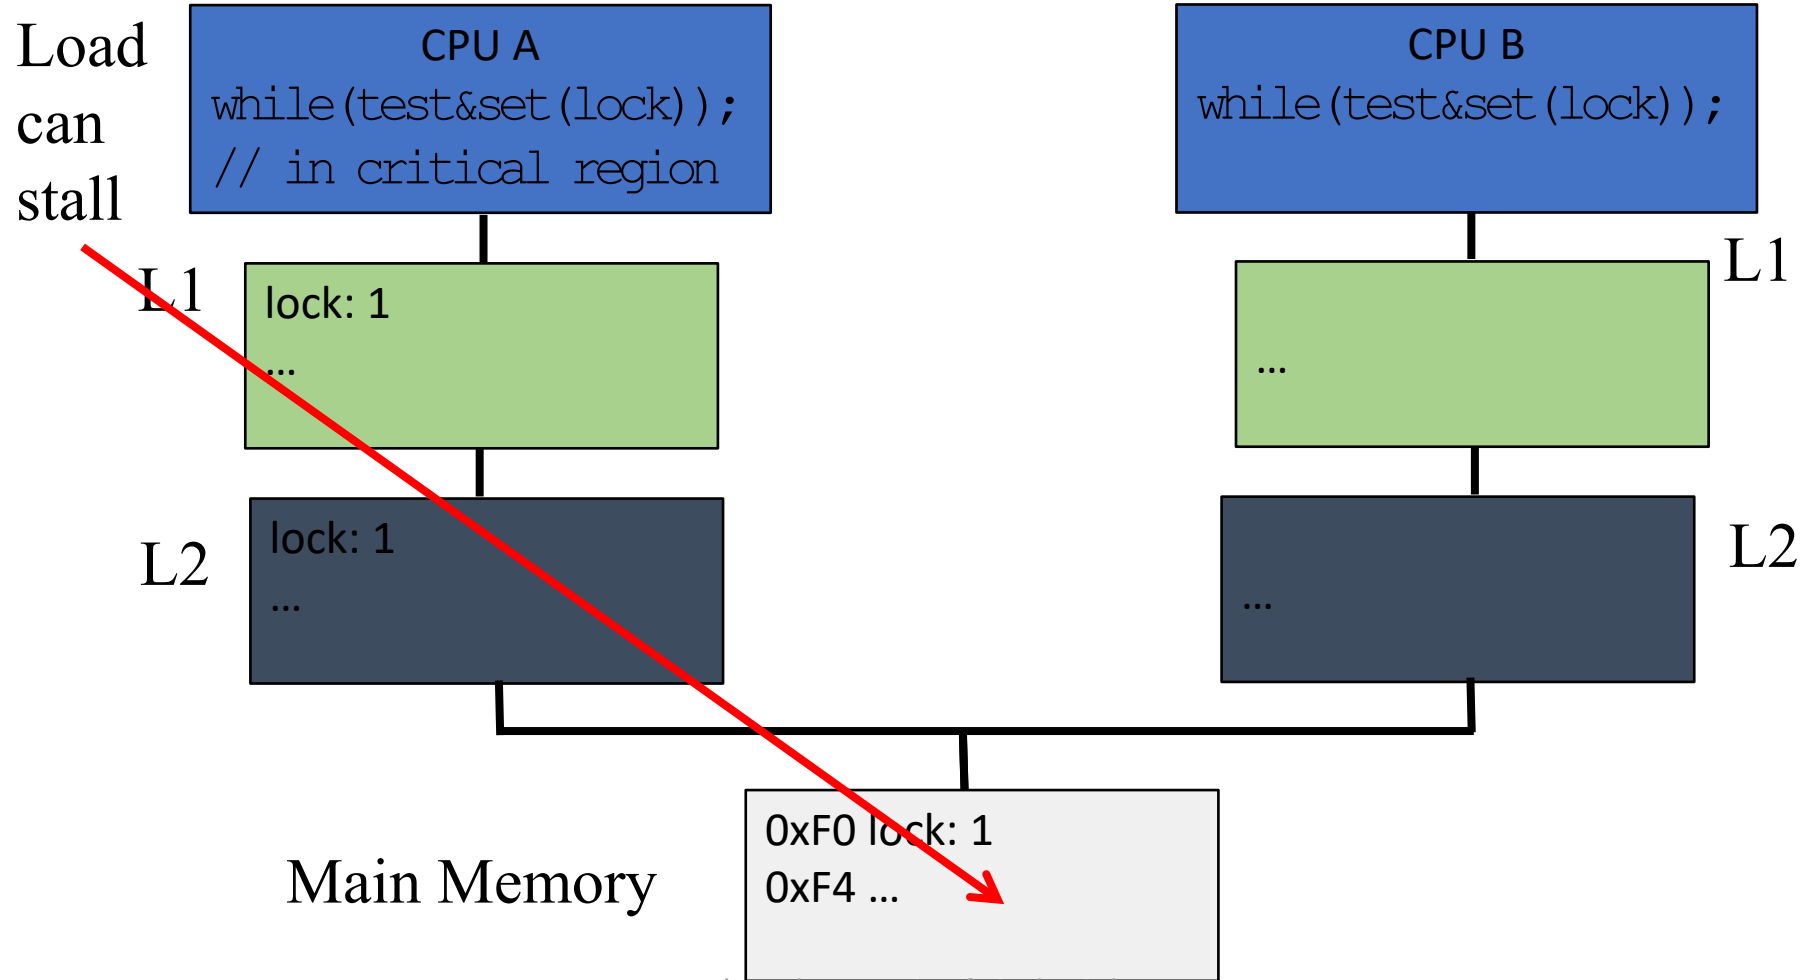 Load
can
stall
CPU A
while(test&set(lock));
// in critical region
CPU B
while(test&set(lock));
L1
lock: 1
...
...
L1
L2
lock: 1
...
...
L2
Main Memory
0xF0 lock: 1
0xF4 ...